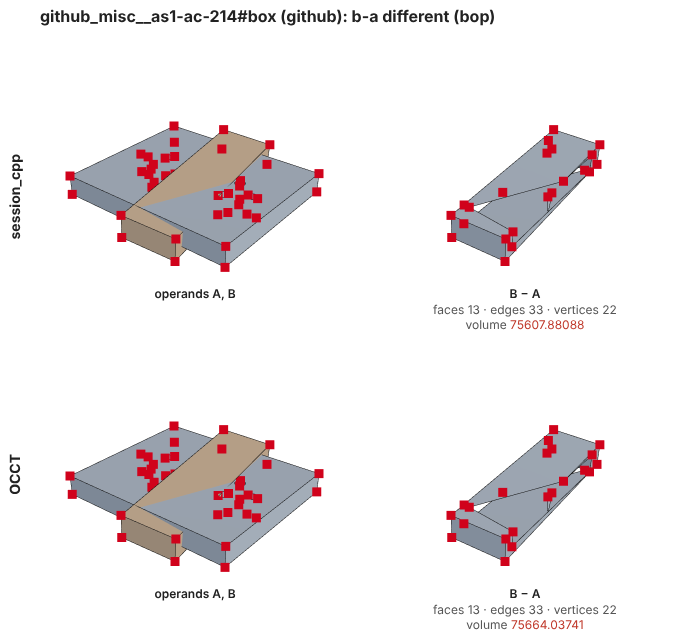 github_misc__as1-ac-214#box (github): b-a different (bop)
session_cpp
operands A, B
B − A
faces 13 · edges 33 · vertices 22
volume 75607.88088
OCCT
operands A, B
B − A
faces 13 · edges 33 · vertices 22
volume 75664.03741